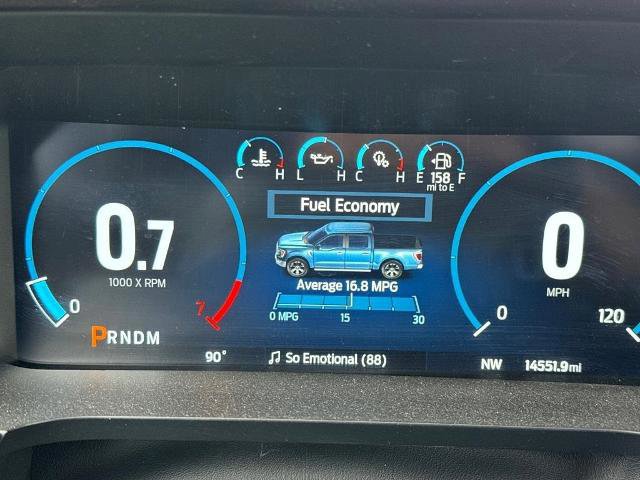 C H L H C H E 158 F
mi to E
Fuel Economy
0.7
1000 X RPM
0
7
PRNDM
Average 16.8 MPG
0 MPG 15 30
0
MPH
0
120
90°
So Emotional (88)
NW
14551.9mi